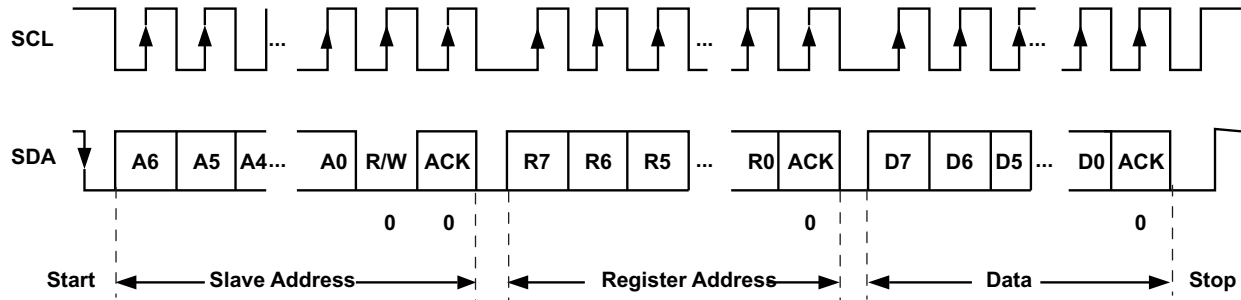 SCL ... ... ...
SDA A6 A5 A4... A0 R/W ACK R7 R6 R5 ... R0 ACK D7 D6 D5 ... D0 ACK
0 0 0 0
Start Slave Address Register Address Data Stop